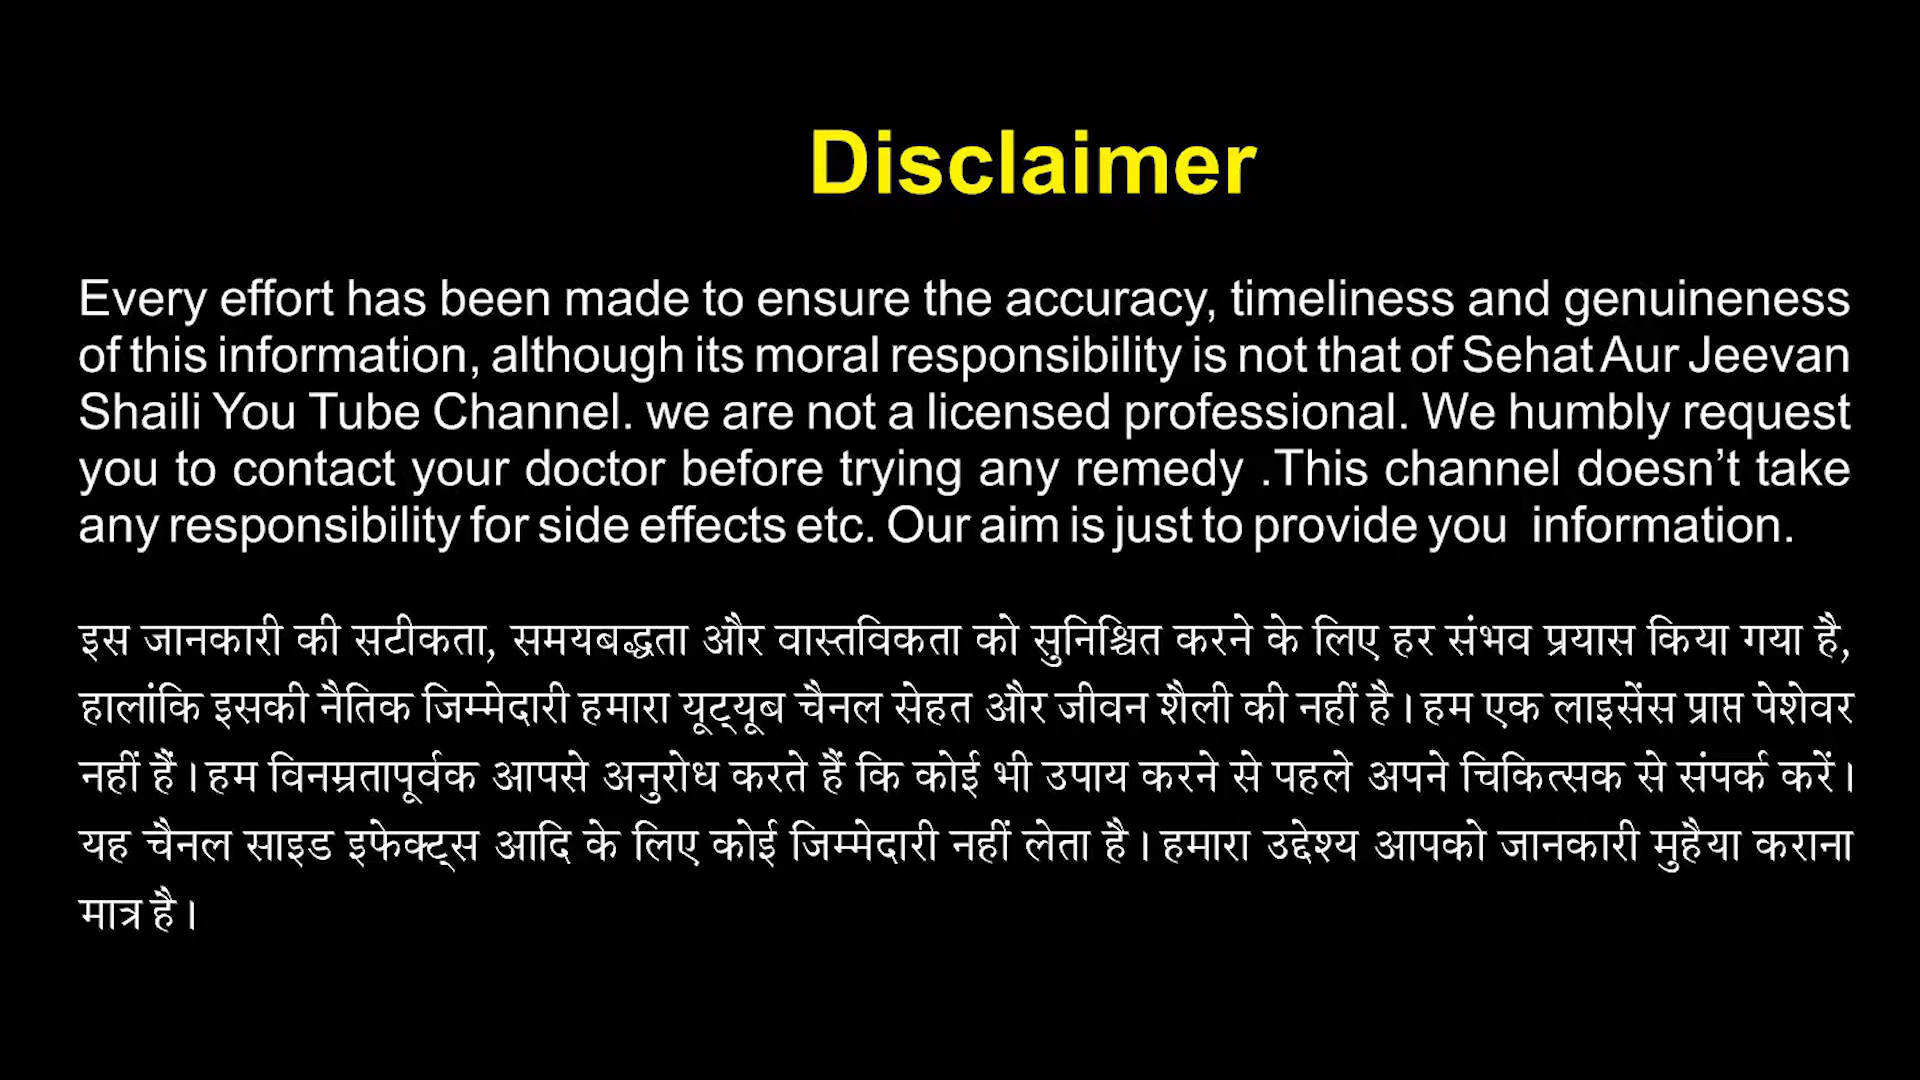 Disclaimer
Every effort has been made to ensure the accuracy, timeliness and genuineness
of this information, although its moral responsibility is not that of Sehat Aur Jeevan
Shaili You Tube Channel. we are not a licensed professional. We humbly request
you to contact your doctor before trying any remedy .This channel doesn’t take
any responsibility for side effects etc. Our aim is just to provide you  information.
इस जानकारी की सटीकता, समयबद्धता और वास्तविकता को सुनिश्चित करने के लिए हर संभव प्रयास किया गया है,
हालांकि इसकी नैतिक जिम्मेदारी हमारा यूट्यूब चैनल सेहत और जीवन शैली की नहीं है। हम एक लाइसेंस प्राप्त पेशेवर
नहीं हैं। हम विनम्रतापूर्वक आपसे अनुरोध करते हैं कि कोई भी उपाय करने से पहले अपने चिकित्सक से संपर्क करें।
यह चैनल साइड इफेक्ट्स आदि के लिए कोई जिम्मेदारी नहीं लेता है। हमारा उद्देश्य आपको जानकारी मुहैया कराना
मात्र है।